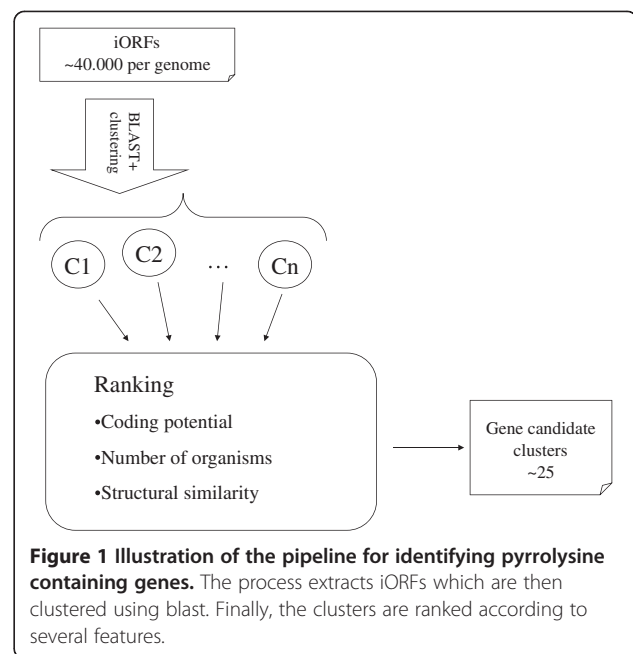 iORFs
~40.000 per genome
BLAST+
clustering
C1
C2
...
Cn
Ranking
•Coding potential
•Number of organisms
•Structural similarity
Gene candidate
clusters
~25
Figure 1 Illustration of the pipeline for identifying pyrrolysine
containing genes. The process extracts iORFs which are then
clustered using blast. Finally, the clusters are ranked according to
several features.